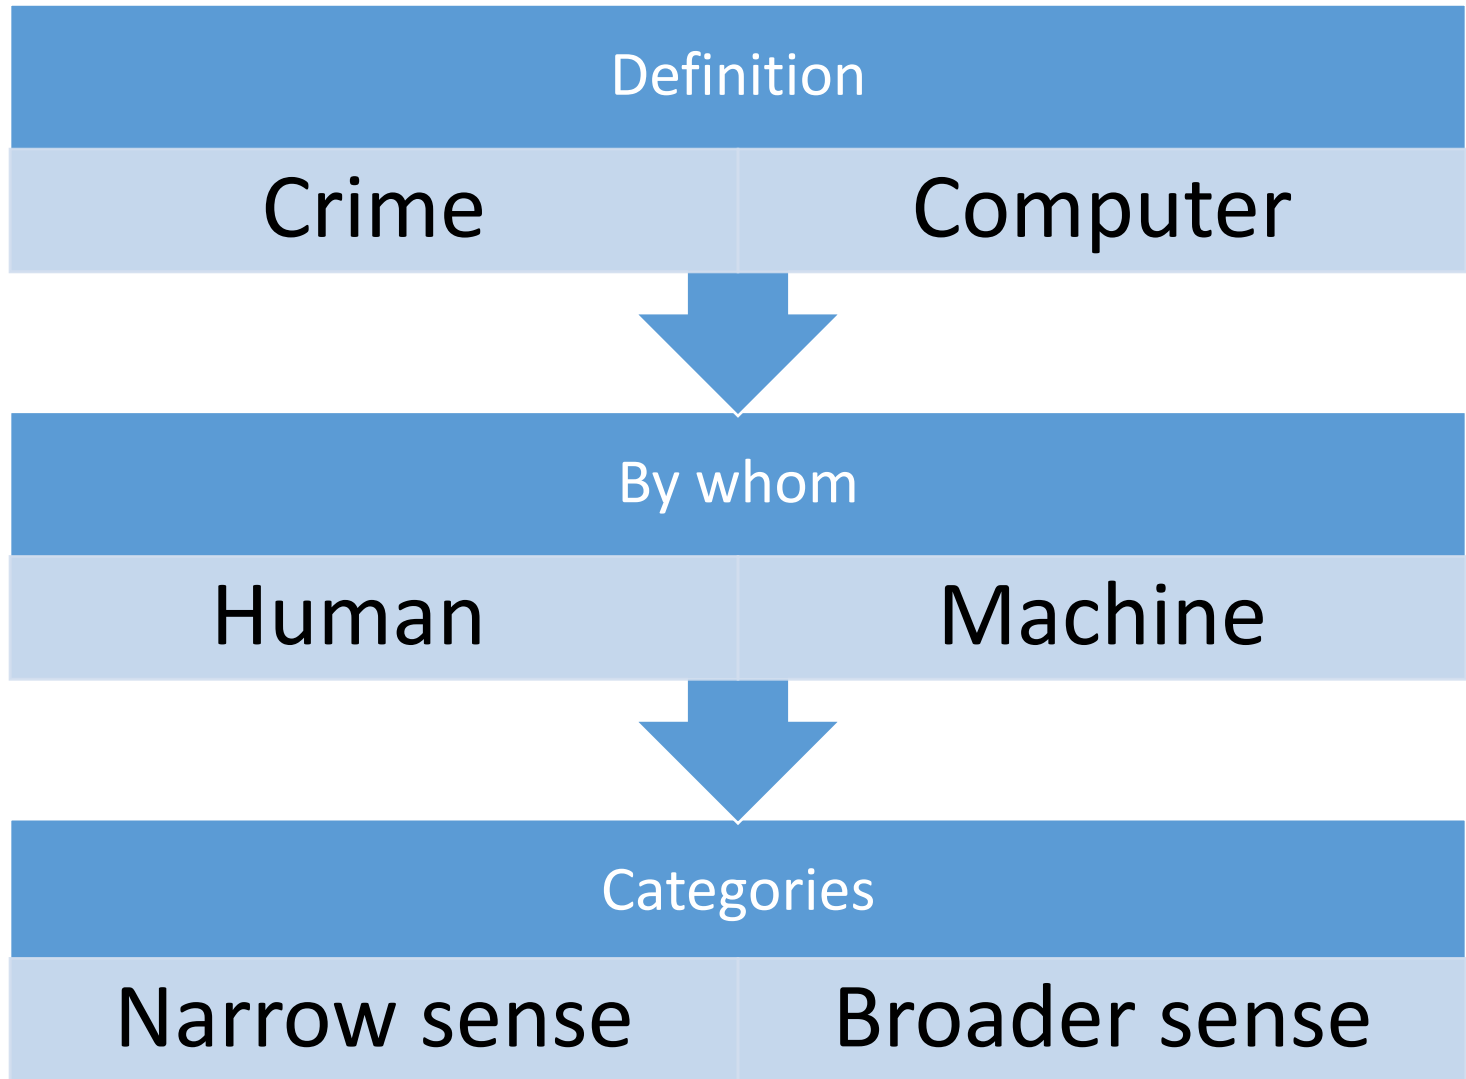 Definition
Crime Computer
By whom
Human Machine
Categories
Narrow sense Broader sense